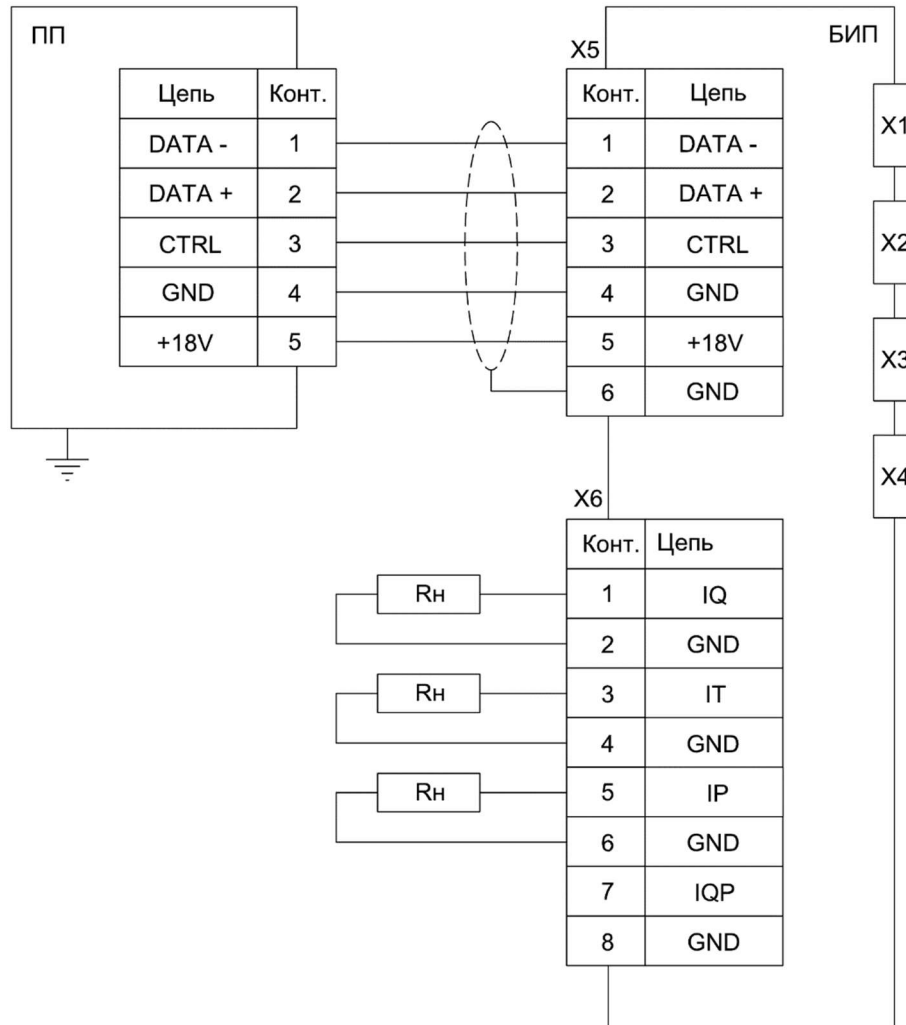 ПП
Цепь Конт.
DATA - 1
DATA + 2
CTRL 3
GND 4
+18V 5
X5
БИП
Конт. Цепь
1 DATA -
2 DATA +
3 CTRL
4 GND
5 +18V
6 GND
X1
X2
X3
X4
X6
Конт. Цепь
Rн 1 IQ
2 GND
Rн 3 IT
4 GND
Rн 5 IP
6 GND
7 IQP
8 GND